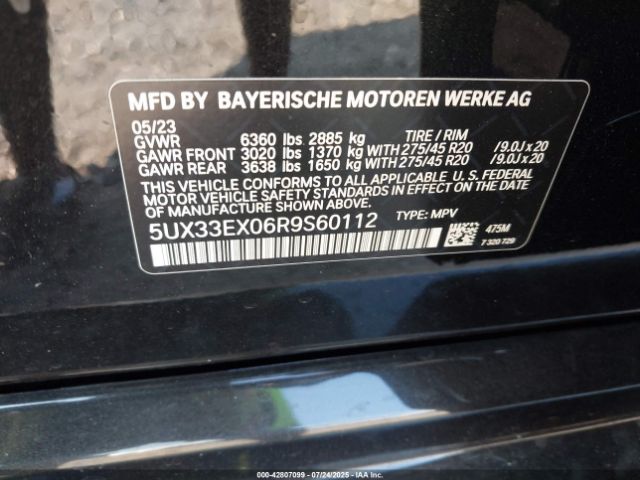 MFD BY BAYERISCHE MOTOREN WERKE AG
05/23 TIRE / RIM
GVWR 6360 lbs 2885 kg
GAWR FRONT 3020 lbs 1370 kg WITH 275/45 R20 /9.0J x 20
GAWR REAR 3638 lbs 1650 kg WITH 275/45 R20 /9.0J x 20
THIS VEHICLE CONFORMS TO ALL APPLICABLE U.S. FEDERAL
MOTOR VEHICLE SAFETY STANDARDS IN EFFECT ON THE
DATE OF MANUFACTURE SHOWN ABOVE.
5UX33EX06R9S60112 TYPE: MPV
475M
7 320 729
000-42807099 | 07/24/2025 | IAAI INC.